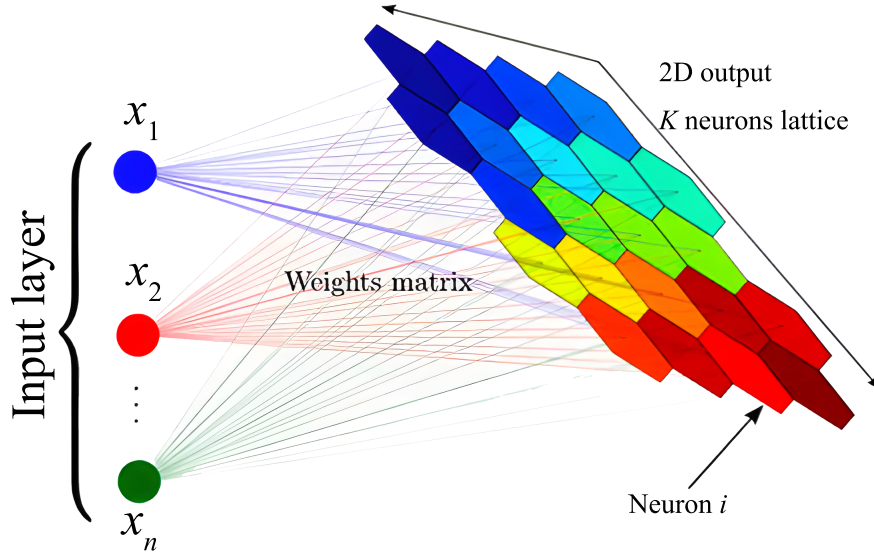 Input layer
x₁
x₂
⋮
xₙ
Weights matrix
2D output
K neurons lattice
Neuron i